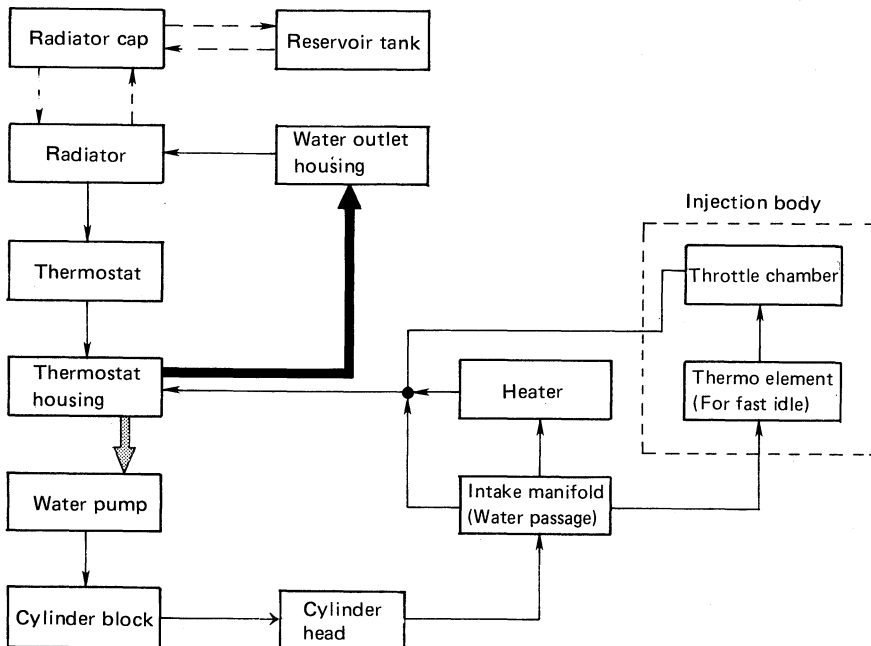 Radiator cap
Reservoir tank
Radiator
Water outlet
housing
Injection body
Thermostat
Throttle chamber
Thermostat
housing
Heater
Thermo element
(For fast idle)
Water pump
Intake manifold
(Water passage)
Cylinder block
Cylinder
head